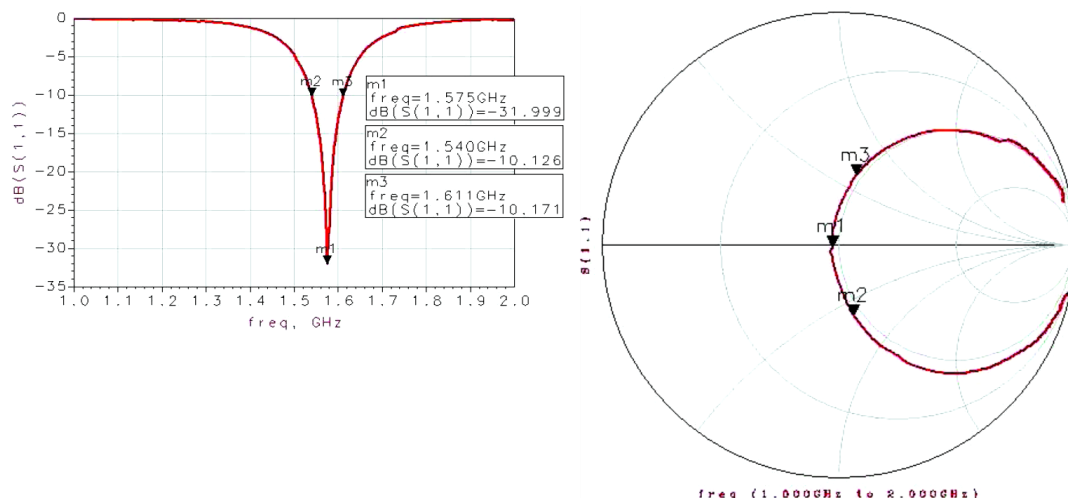 0
-5
-10
-15
-20
-25
-30
-35
dB(S(1,1))
m2
m3
m1
1.0
1.1
1.2
1.3
1.4
1.5
1.6
1.7
1.8
1.9
2.0
freq, GHz
m1
freq=1.575GHz
dB(S(1,1))=-31.999
m2
freq=1.540GHz
dB(S(1,1))=-10.126
m3
freq=1.611GHz
dB(S(1,1))=-10.171
S(1,1)
m3
m1
m2
freq (1.000GHz to 2.000GHz)